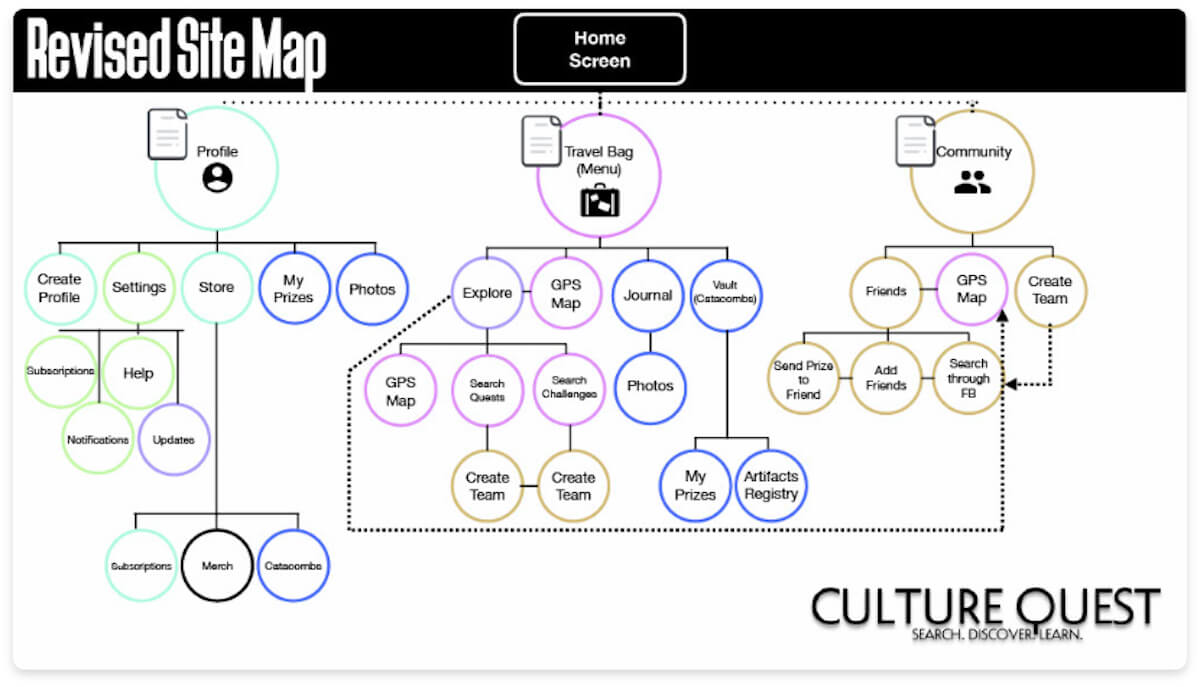 Revised Site Map
Home
Screen
Profile
Travel Bag
(Menu)
Community
Create
Profile
Settings
Store
My
Prizes
Photos
Explore
GPS
Map
Journal
Vault
(Catacombs)
Friends
GPS
Map
Create
Team
Subscriptions
Help
Notifications
Updates
GPS
Map
Search
Quests
Search
Challenges
Photos
Send Prize
to
Friend
Add
Friends
Search
through
FB
Create
Team
Create
Team
My
Prizes
Artifacts
Registry
Subscriptions
Merch
Catacombs
CULTURE QUEST
SEARCH. DISCOVER. LEARN.